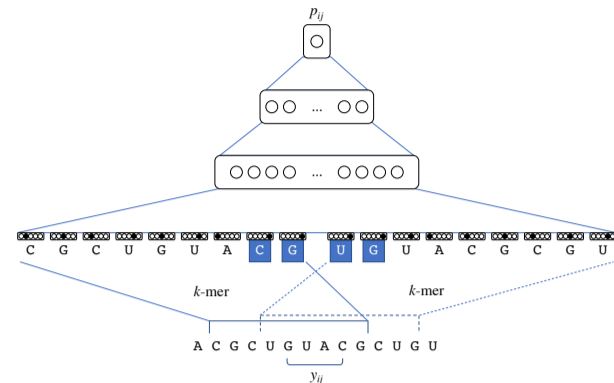 p_ij
...
...
C G C U G U A C G U G U A C G C G U
k-mer k-mer
A C G C U G U A C G C U G U
y_ij